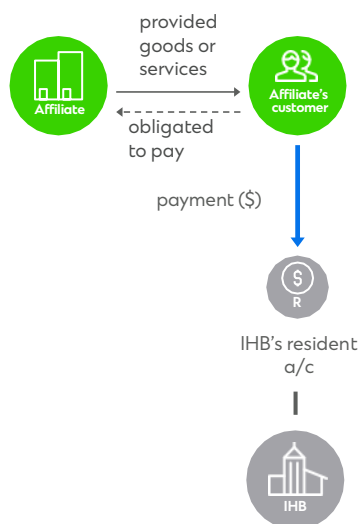 provided
goods or
services
Affiliate
Affiliate's
customer
obligated
to pay
payment ($)
$
R
IHB's resident
a/c
IHB